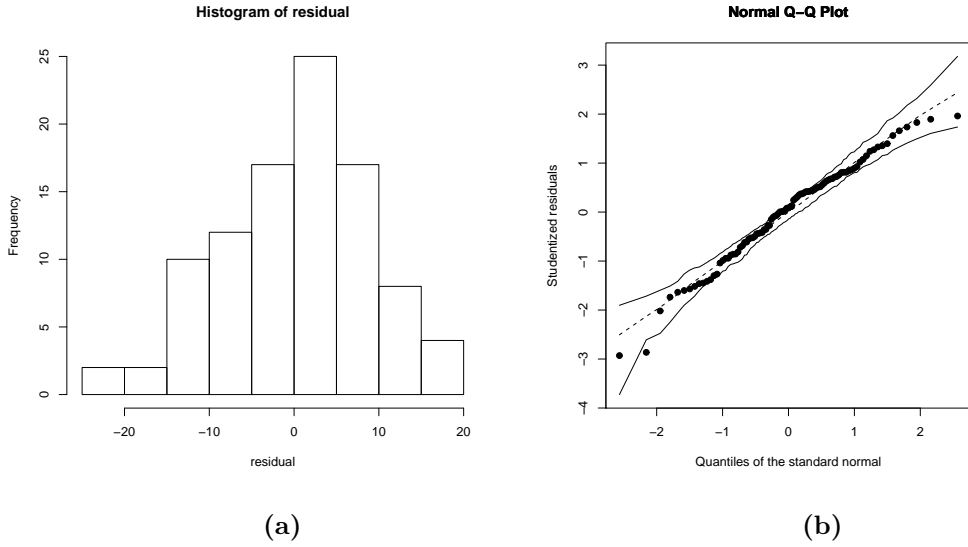 Histogram of residual
Frequency
25
20
15
10
5
0
−20 −10 0 10 20
residual
(a)
Normal Q−Q Plot
Studentized residuals
3
2
1
0
−1
−2
−3
−4
−2 −1 0 1 2
Quantiles of the standard normal
(b)